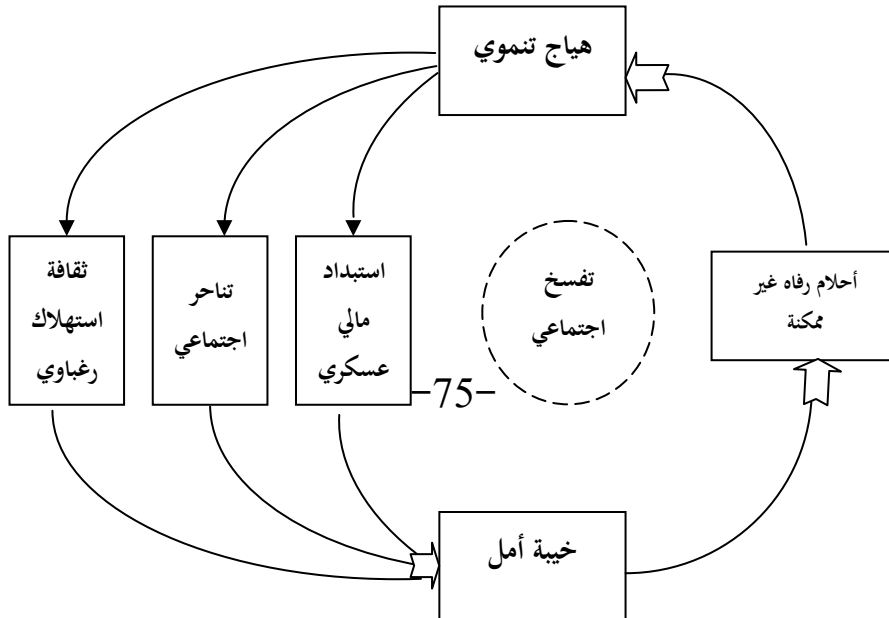 هياج تنموي
أحلام رفاه غير
ممكنة
تفسخ
اجتماعي
استبداد
مالي
عسكري
تناحر
اجتماعي
ثقافة
استهلاك
رغباوي
-75-
خيبة أمل